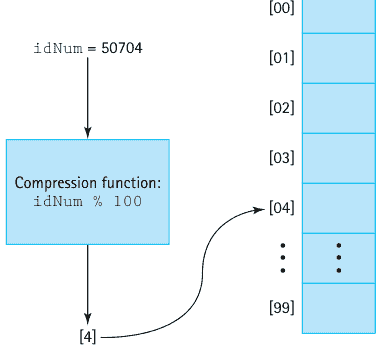 [00]
idNum = 50704
[01]
[02]
[03]
Compression function:
idNum % 100
[04]
[99]
[4]